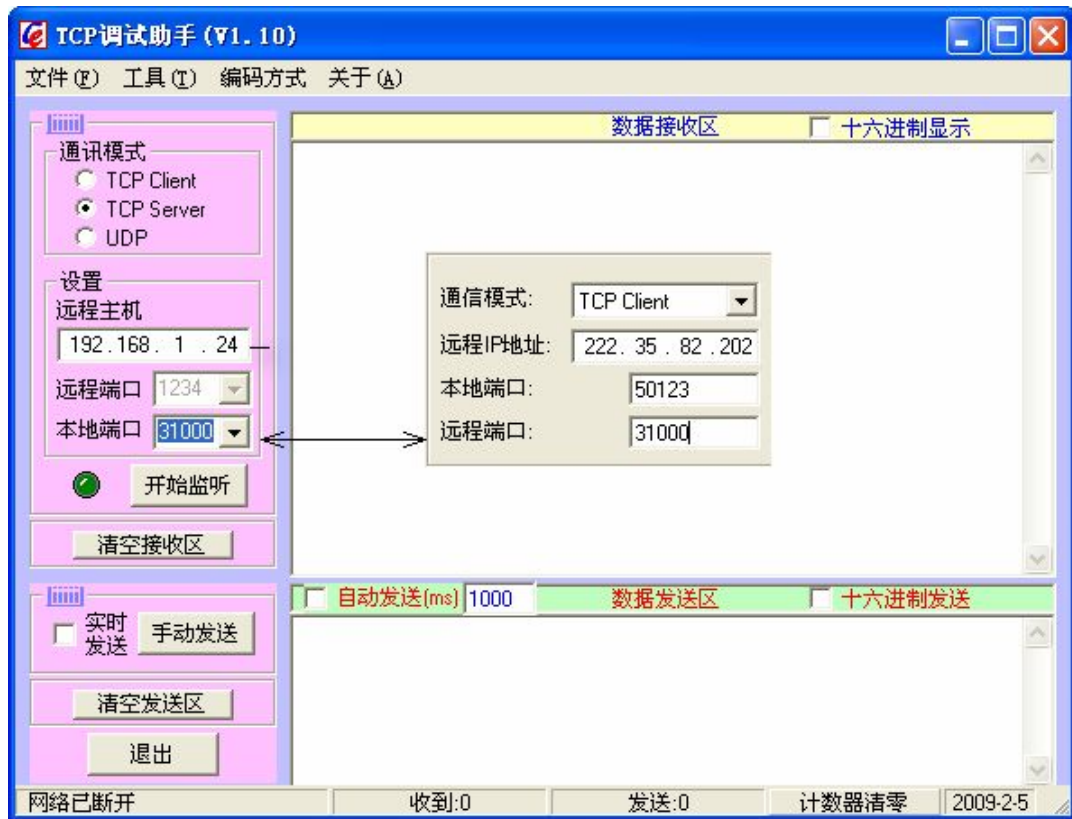 TCP调试助手(V1.10)
文件(F) 工具(T) 编码方式 关于(A)
数据接收区 十六进制显示
通讯模式
TCP Client
TCP Server
UDP
设置
远程主机
192.168. 1 . 24
远程端口 1234
本地端口 31000
开始监听
清空接收区
通信模式: TCP Client
远程IP地址: 222. 35 . 82 .202
本地端口: 50123
远程端口: 31000
自动发送(ms) 1000 数据发送区 十六进制发送
实时
发送
手动发送
清空发送区
退出
网络已断开 收到:0 发送:0 计数器清零 2009-2-5